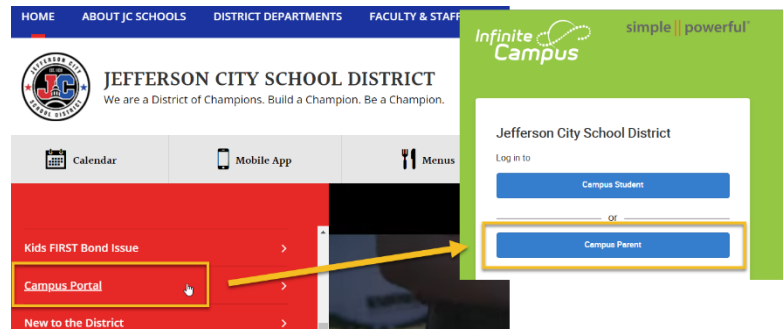 HOME ABOUT JC SCHOOLS DISTRICT DEPARTMENTS FACULTY & STAFF
JC
JEFFERSON CITY SCHOOL DISTRICT
We are a District of Champions. Build a Champion. Be a Champion.
Calendar Mobile App Menus
Kids FIRST Bond Issue
Campus Portal
New to the District
Infinite Campus
simple || powerful
Jefferson City School District
Log in to
Campus Student
or
Campus Parent